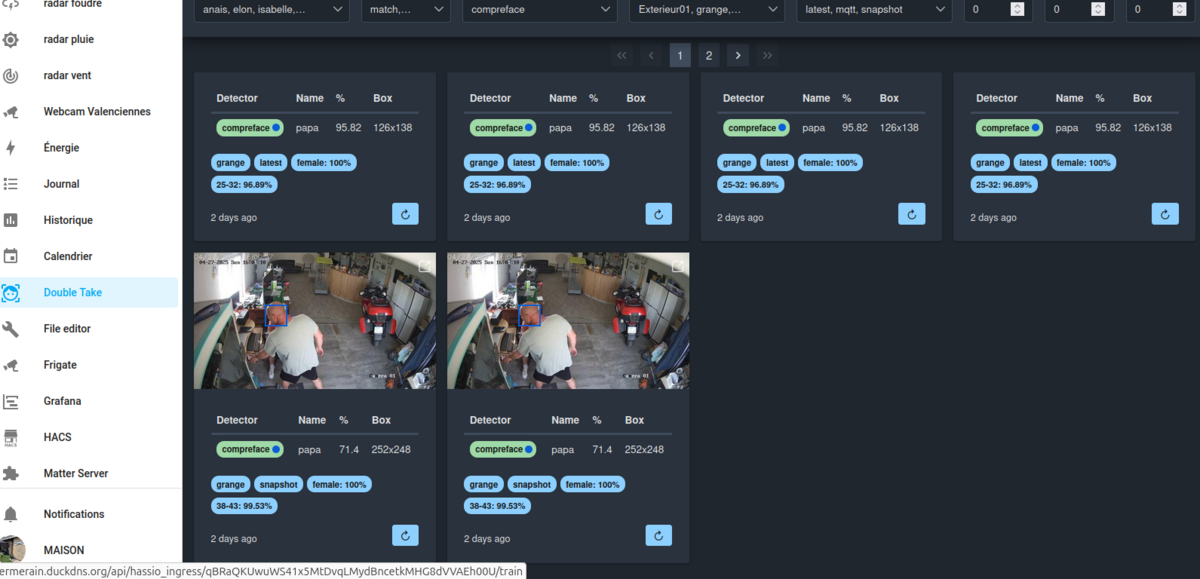 radar foudre
radar pluie
radar vent
Webcam Valenciennes
Énergie
Journal
Historique
Calendrier
Double Take
File editor
Frigate
Grafana
HACS
HACS
Matter Server
Notifications
MAISON
ermerain.duckdns.org/api/hassio_ingress/qBRaQKUwuWS41x5MtDvqLMydBncetkMHG8dVVAEh00U/train
anais, elon, isabelle,... match,... compreface Exterieur01, grange,... latest, mqtt, snapshot 0 0 0
« ‹ 1 2 › »
Detector Name % Box Detector Name % Box Detector Name % Box Detector Name % Box
compreface papa 95.82 126x138 compreface papa 95.82 126x138 compreface papa 95.82 126x138 compreface papa 95.82 126x138
grange latest female: 100% grange latest female: 100% grange latest female: 100% grange latest female: 100%
25-32: 96.89% 25-32: 96.89% 25-32: 96.89% 25-32: 96.89%
2 days ago 2 days ago 2 days ago 2 days ago
04-27-2025 04-27-2025
Detector Name % Box Detector Name % Box
compreface papa 71.4 252x248 compreface papa 71.4 252x248
grange snapshot female: 100% grange snapshot female: 100%
38-43: 99.53% 38-43: 99.53%
2 days ago 2 days ago